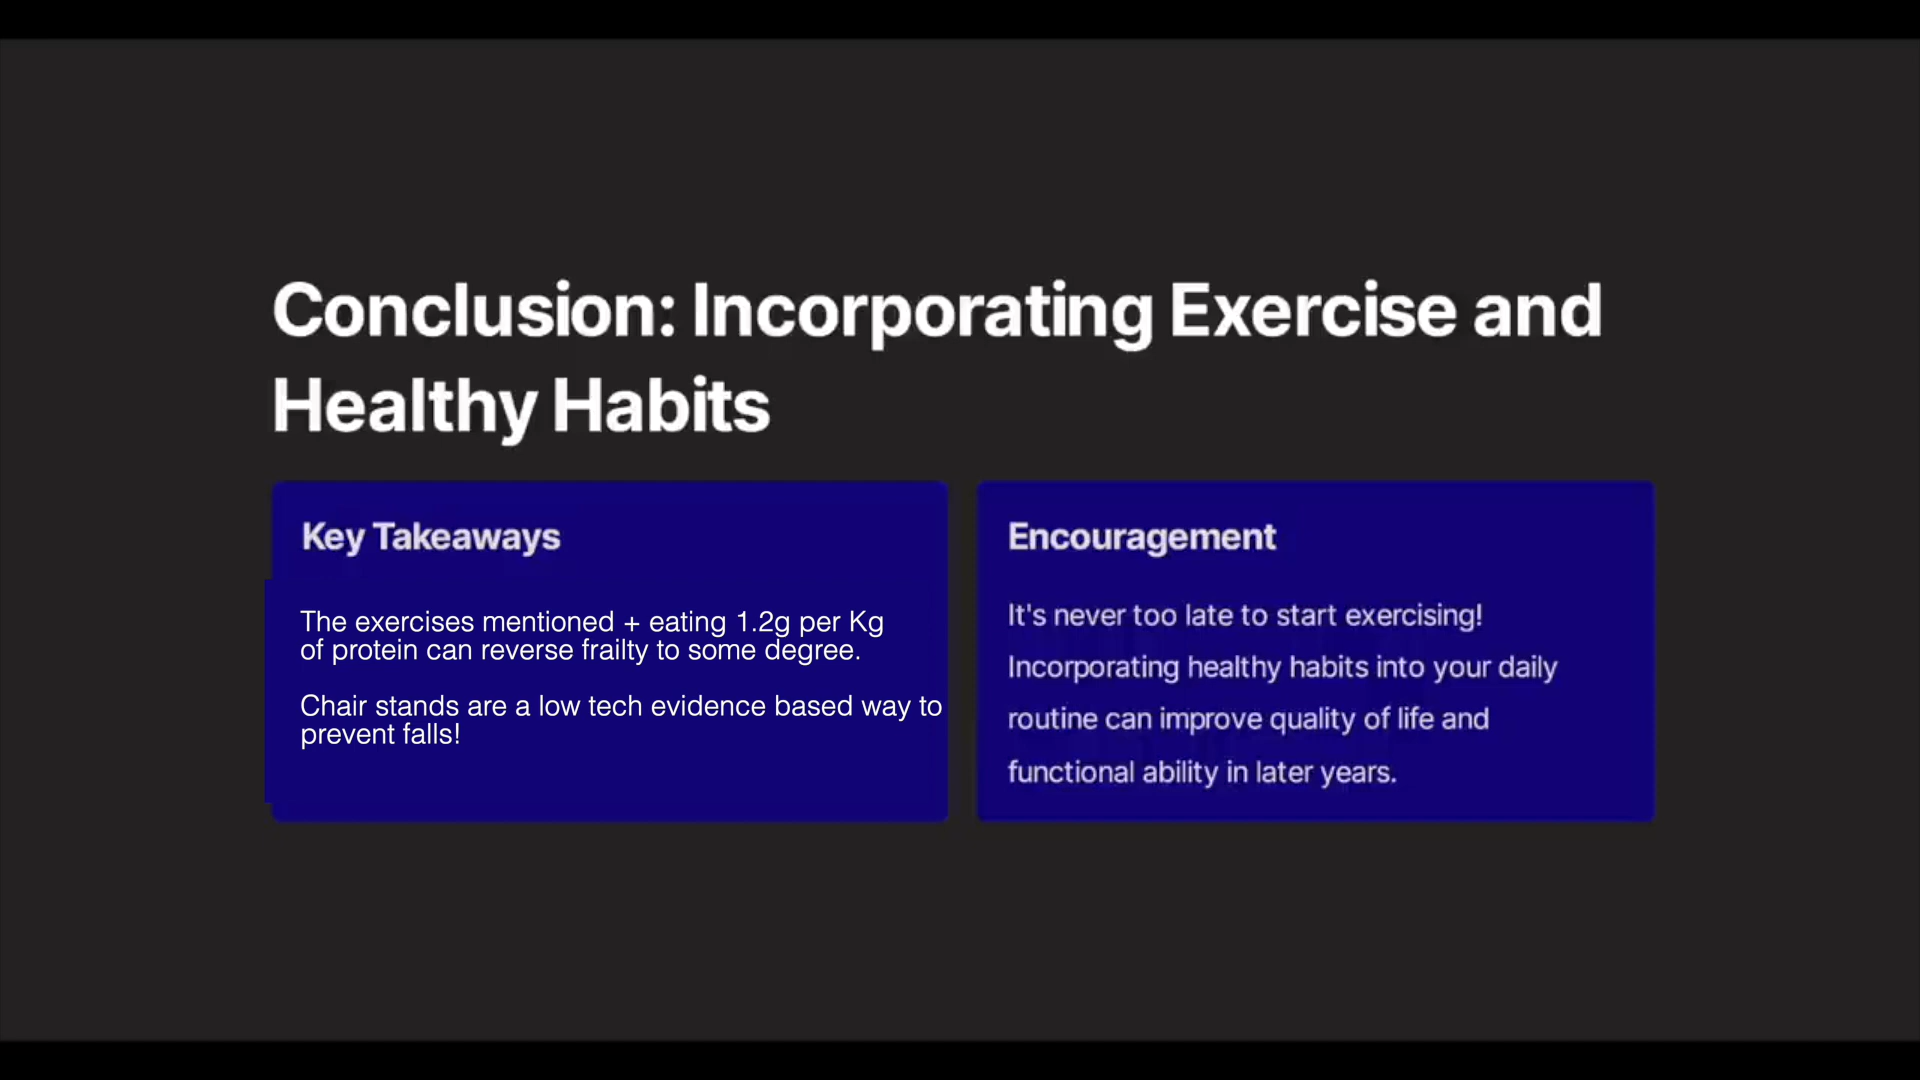 Conclusion: Incorporating Exercise and
Healthy Habits
Key Takeaways
The exercises mentioned + eating 1.2g per Kg
of protein can reverse frailty to some degree.
Chair stands are a low tech evidence based way to
prevent falls!
Encouragement
It's never too late to start exercising!
Incorporating healthy habits into your daily
routine can improve quality of life and
functional ability in later years.